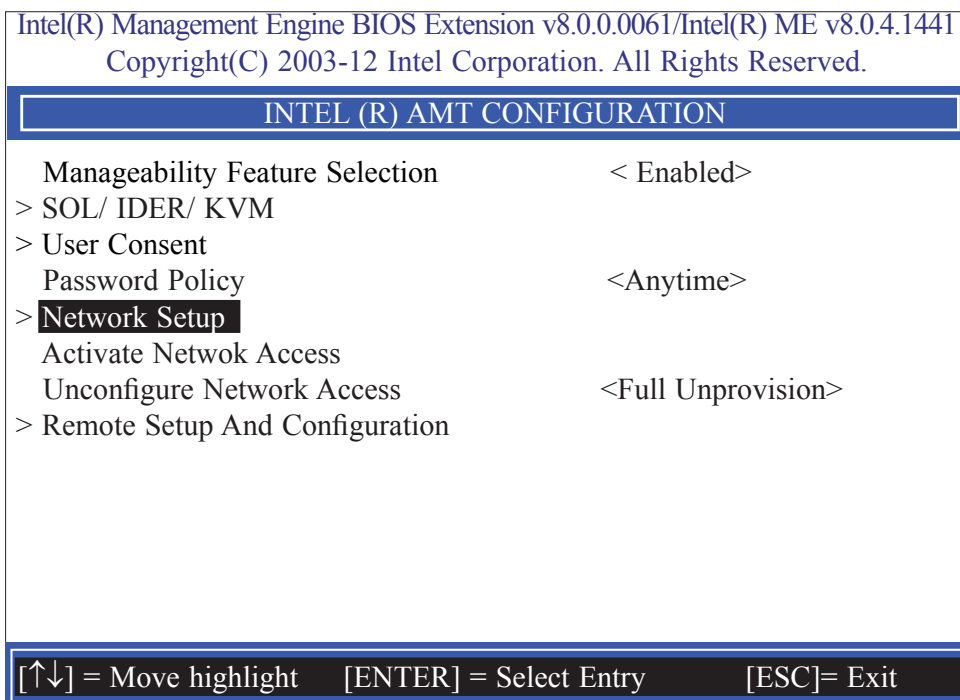 Intel(R) Management Engine BIOS Extension v8.0.0.0061/Intel(R) ME v8.0.4.1441
Copyright(C) 2003-12 Intel Corporation. All Rights Reserved.
INTEL (R) AMT CONFIGURATION
Manageability Feature Selection < Enabled>
> SOL/ IDER/ KVM
> User Consent
Password Policy <Anytime>
> Network Setup
Activate Netwok Access
Unconfigure Network Access <Full Unprovision>
> Remote Setup And Configuration
[↑↓] = Move highlight [ENTER] = Select Entry [ESC]= Exit